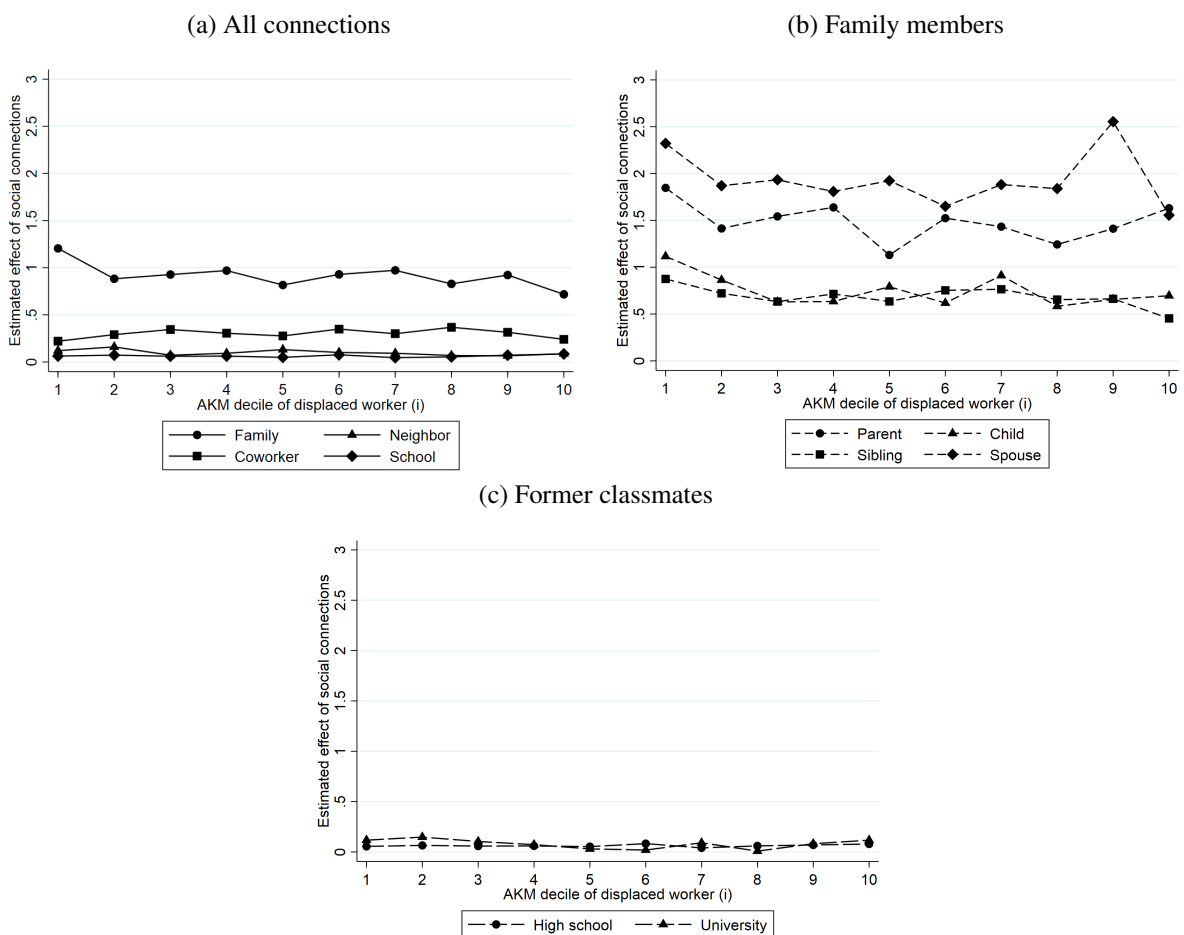 (a) All connections
Estimated effect of social connections
3
2.5
2
1.5
1
.5
0
1 2 3 4 5 6 7 8 9 10
AKM decile of displaced worker (i)
Family Neighbor
Coworker School
(b) Family members
Estimated effect of social connections
3
2.5
2
1.5
1
.5
0
1 2 3 4 5 6 7 8 9 10
AKM decile of displaced worker (i)
Parent Child
Sibling Spouse
(c) Former classmates
Estimated effect of social connections
3
2.5
2
1.5
1
.5
0
1 2 3 4 5 6 7 8 9 10
AKM decile of displaced worker (i)
High school University